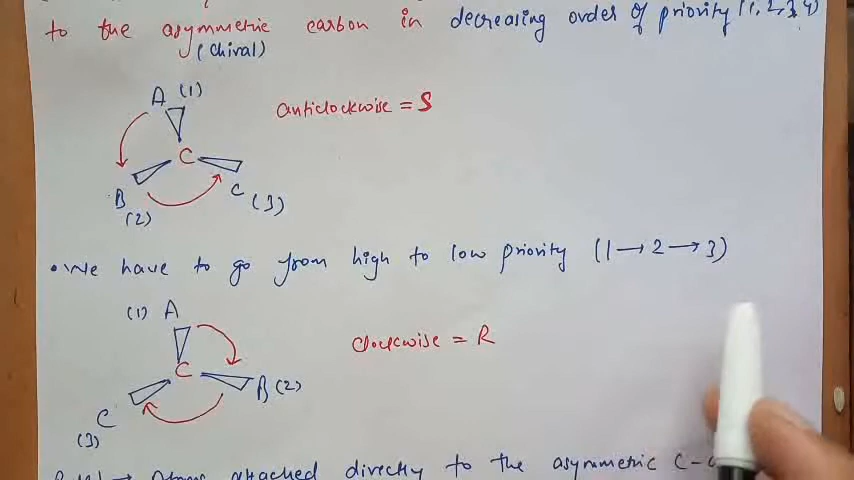 to the asymmetric carbon in decreasing order of priority (1, 2, 3, 4)
(chiral)
A (1)
anticlockwise = S
C
B
(2)
C (3)
• We have to go from high to low priority (1 → 2 → 3)
(1) A
clockwise = R
C
B (2)
C
(3)
→ Atoms attached directly to the asymmetric C-